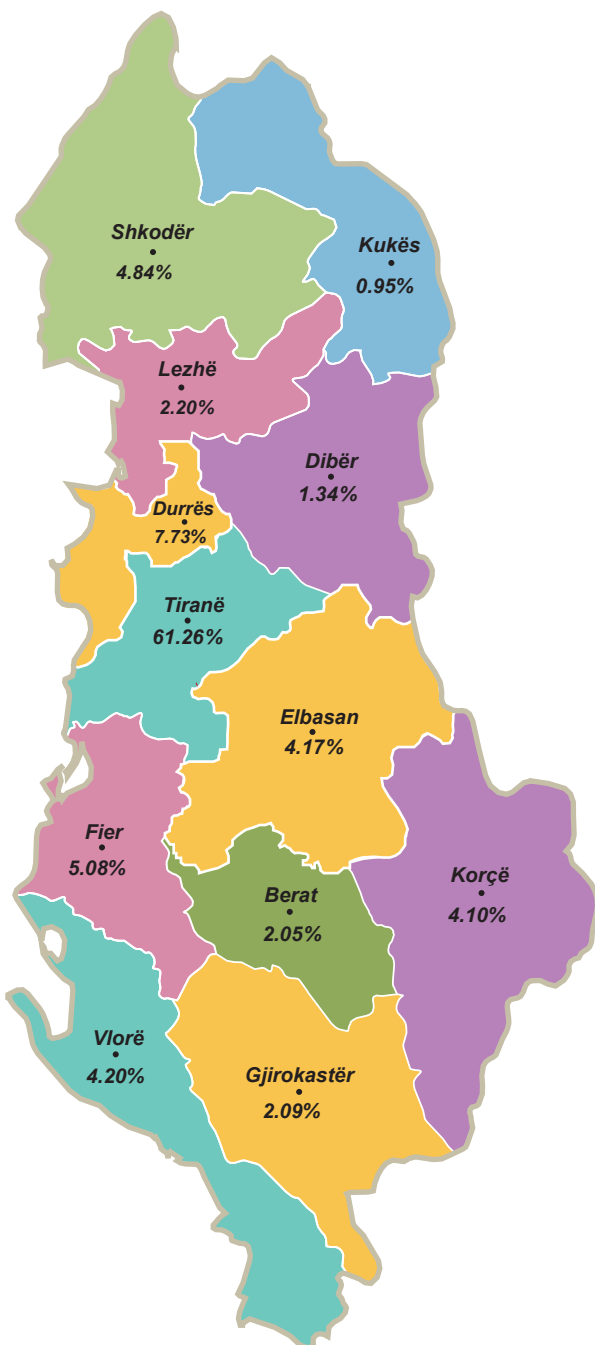 Shkodër
4.84%
Kukës
0.95%
Lezhë
2.20%
Dibër
1.34%
Durrës
7.73%
Tiranë
61.26%
Elbasan
4.17%
Fier
5.08%
Korçë
4.10%
Berat
2.05%
Vlorë
4.20%
Gjirokastër
2.09%